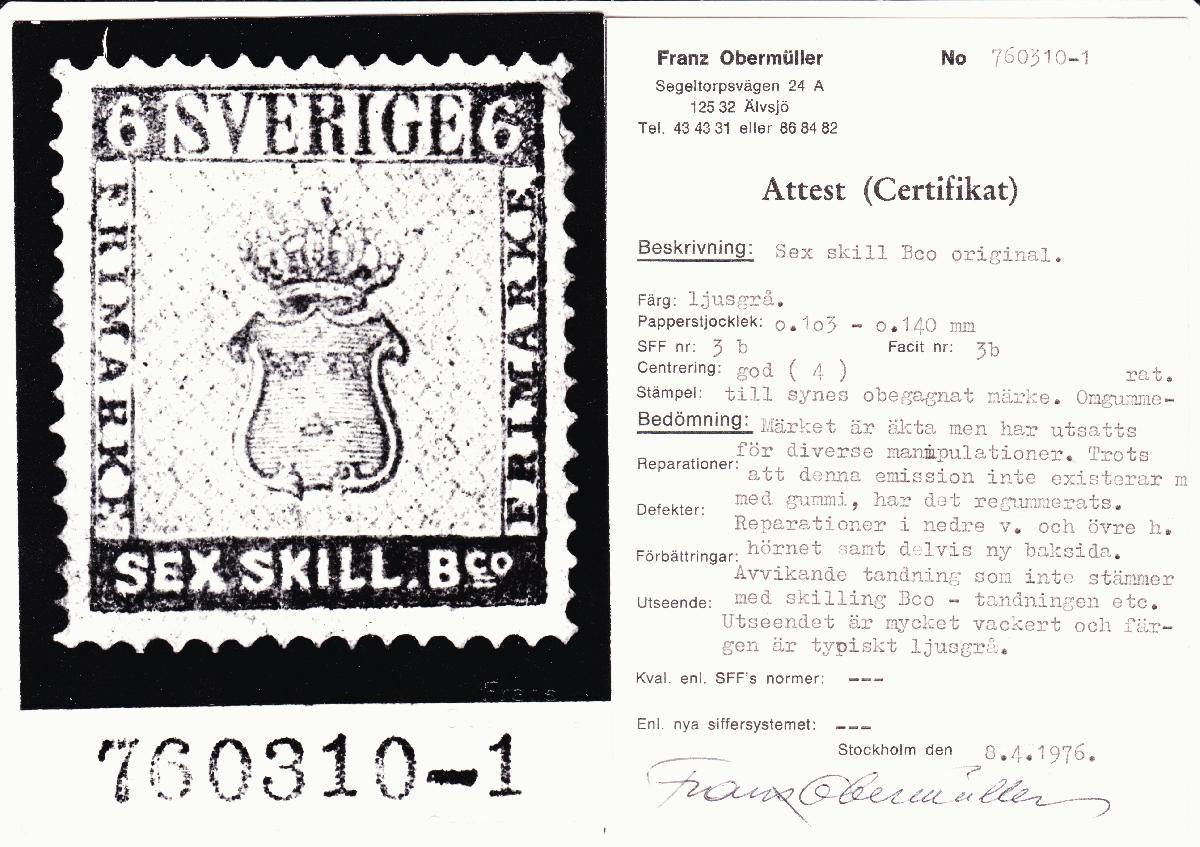 6 SVERIGE 6
FRIMARKE
FRIMARKE
SEX SKILL. Bco
Frans
760310-1
Franz Obermüller
No 760310-1
Segeltorpsvägen 24 A
125 32 Älvsjö
Tel. 43 43 31 eller 86 84 82
Attest (Certifikat)
Beskrivning: Sex skill Bco original.
Färg: ljusgrå.
Papperstjocklek: o.1o3 - o.140 mm
SFF nr: 3 b Facit nr: 3b
Centrering: god ( 4 ) rat.
Stämpel: till synes obegagnat märke. Omgumme-
Bedömning: Märket är äkta men har utsatts
för diverse manipulationer. Trots
Reparationer: att denna emission inte existerar m
med gummi, har det regummerats.
Defekter:
Reparationer i nedre v. och övre h.
Förbättringar: hörnet samt delvis ny baksida.
Avvikande tandning som inte stämmer
Utseende: med skilling Bco - tandningen etc.
Utseendet är mycket vackert och fär-
gen är typiskt ljusgrå.
Kval. enl. SFF's normer: ---
Enl. nya siffersystemet: ---
Stockholm den 8.4.1976.
Franz Obermüller